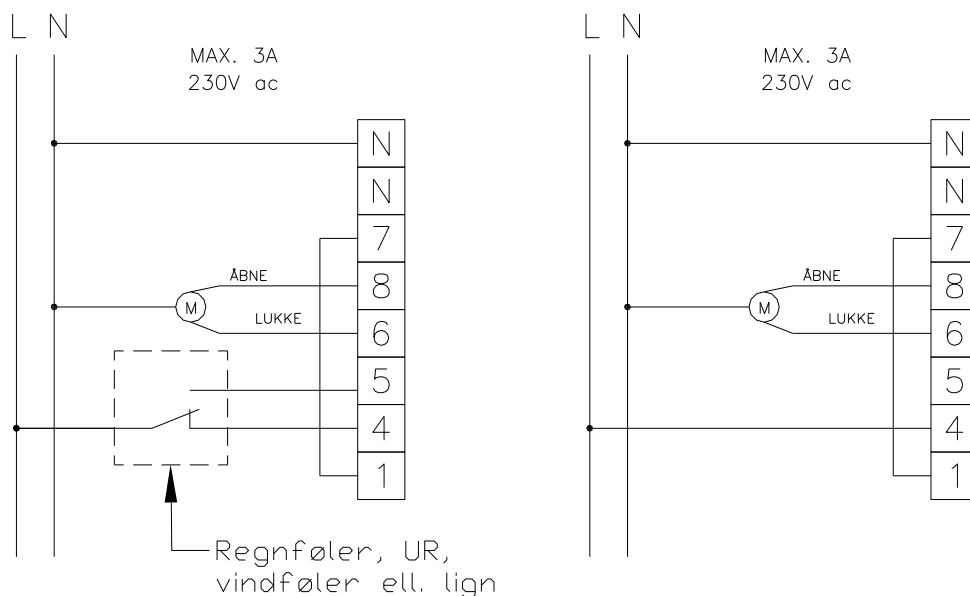 L N
MAX. 3A
230V ac
N
N
7
ÅBNE
8
M
LUKKE
6
5
4
1
Regnføler, UR,
vindføler ell. lign
L N
MAX. 3A
230V ac
N
N
7
ÅBNE
8
M
LUKKE
6
5
4
1